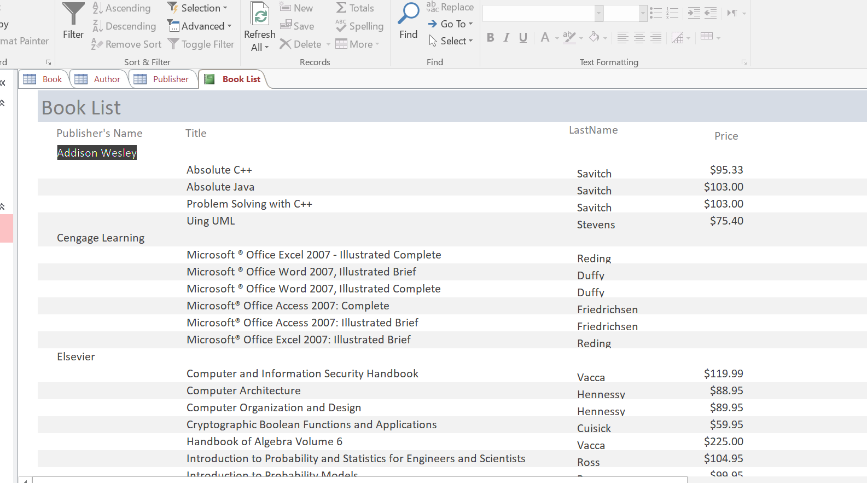 Ascending Selection New Totals Replace
py Descending Advanced Save Spelling Go To
mat Painter Filter Remove Sort Toggle Filter Refresh All Delete More Find Select B I U A
rd Sort & Filter Records Find Text Formatting
Book Author Publisher Book List
Book List
Publisher's Name Title LastName Price
Addison Wesley
Absolute C++ Savitch $95.33
Absolute Java Savitch $103.00
Problem Solving with C++ Savitch $103.00
Uing UML Stevens $75.40
Cengage Learning
Microsoft ® Office Excel 2007 - Illustrated Complete Reding
Microsoft ® Office Word 2007, Illustrated Brief Duffy
Microsoft ® Office Word 2007, Illustrated Complete Duffy
Microsoft® Office Access 2007: Complete Friedrichsen
Microsoft® Office Access 2007: Illustrated Brief Friedrichsen
Microsoft® Office Excel 2007: Illustrated Brief Reding
Elsevier
Computer and Information Security Handbook Vacca $119.99
Computer Architecture Hennessy $88.95
Computer Organization and Design Hennessy $89.95
Cryptographic Boolean Functions and Applications Cuisick $59.95
Handbook of Algebra Volume 6 Vacca $225.00
Introduction to Probability and Statistics for Engineers and Scientists Ross $104.95
Introduction to Probability Models $99.95